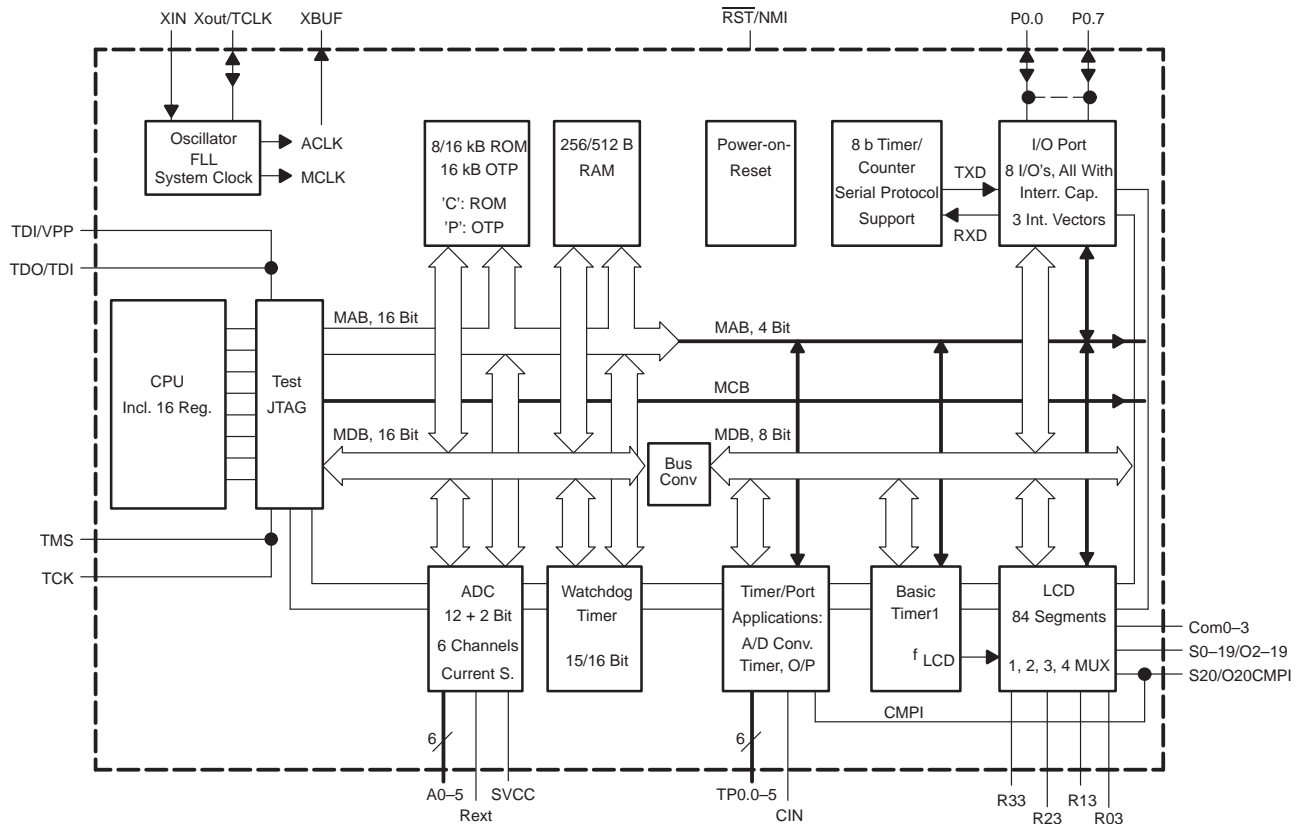 XIN Xout/TCLK XBUF RST/NMI P0.0 P0.7
Oscillator
FLL
System Clock
ACLK
MCLK
8/16 kB ROM
16 kB OTP
'C': ROM
'P': OTP
256/512 B
RAM
Power-on-
Reset
8 b Timer/
Counter
Serial Protocol
Support
TXD
RXD
I/O Port
8 I/O's, All With
Interr. Cap.
3 Int. Vectors
TDI/VPP
TDO/TDI
CPU
Incl. 16 Reg.
Test
JTAG
MAB, 16 Bit
MAB, 4 Bit
MCB
MDB, 16 Bit
MDB, 8 Bit
Bus
Conv
TMS
TCK
ADC
12 + 2 Bit
6 Channels
Current S.
Watchdog
Timer
15/16 Bit
Timer/Port
Applications:
A/D Conv.
Timer, O/P
Basic
Timer1
f LCD
LCD
84 Segments
1, 2, 3, 4 MUX
Com0–3
S0–19/O2–19
S20/O20CMPI
CMPI
6
6
A0–5
Rext
SVCC
TP0.0–5
CIN
R33
R23
R13
R03